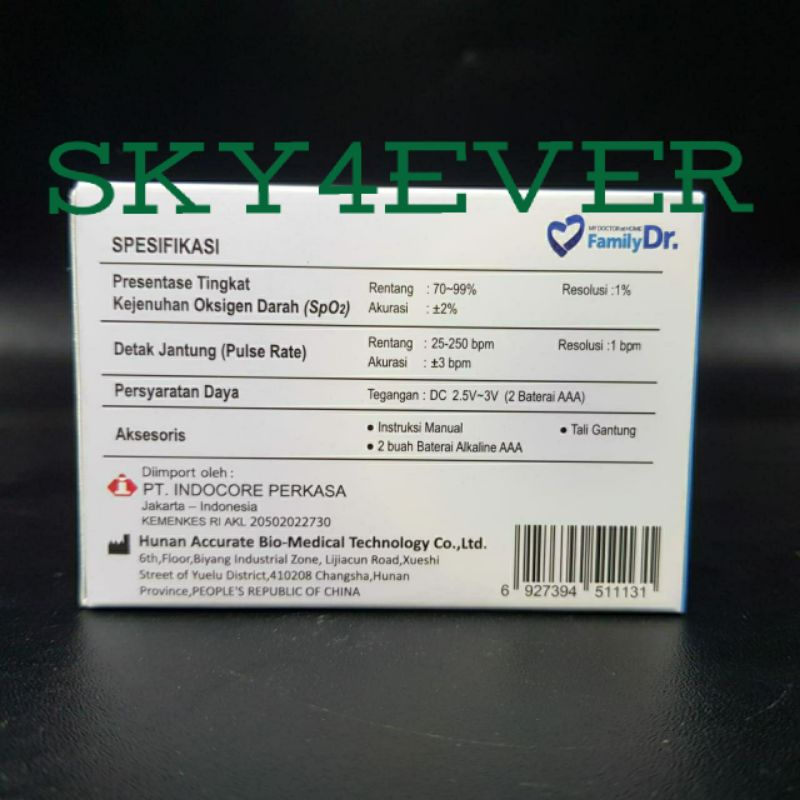 SKY4EVER
SPESIFIKASI
MY DOCTOR at HOME
FamilyDr.
Presentase Tingkat
Kejenuhan Oksigen Darah (SpO2)
Rentang : 70~99%
Resolusi :1%
Akurasi : ±2%
Detak Jantung (Pulse Rate)
Rentang : 25-250 bpm
Resolusi :1 bpm
Akurasi : ±3 bpm
Persyaratan Daya
Tegangan : DC 2.5V~3V (2 Baterai AAA)
Aksesoris
• Instruksi Manual
• Tali Gantung
• 2 buah Baterai Alkaline AAA
Diimport oleh :
PT. INDOCORE PERKASA
Jakarta – Indonesia
KEMENKES RI AKL 20502022730
Hunan Accurate Bio-Medical Technology Co.,Ltd.
6th,Floor,Biyang Industrial Zone, Lijiacun Road,Xueshi
Street of Yuelu District,410208 Changsha,Hunan
Province,PEOPLE'S REPUBLIC OF CHINA
6 927394 511131